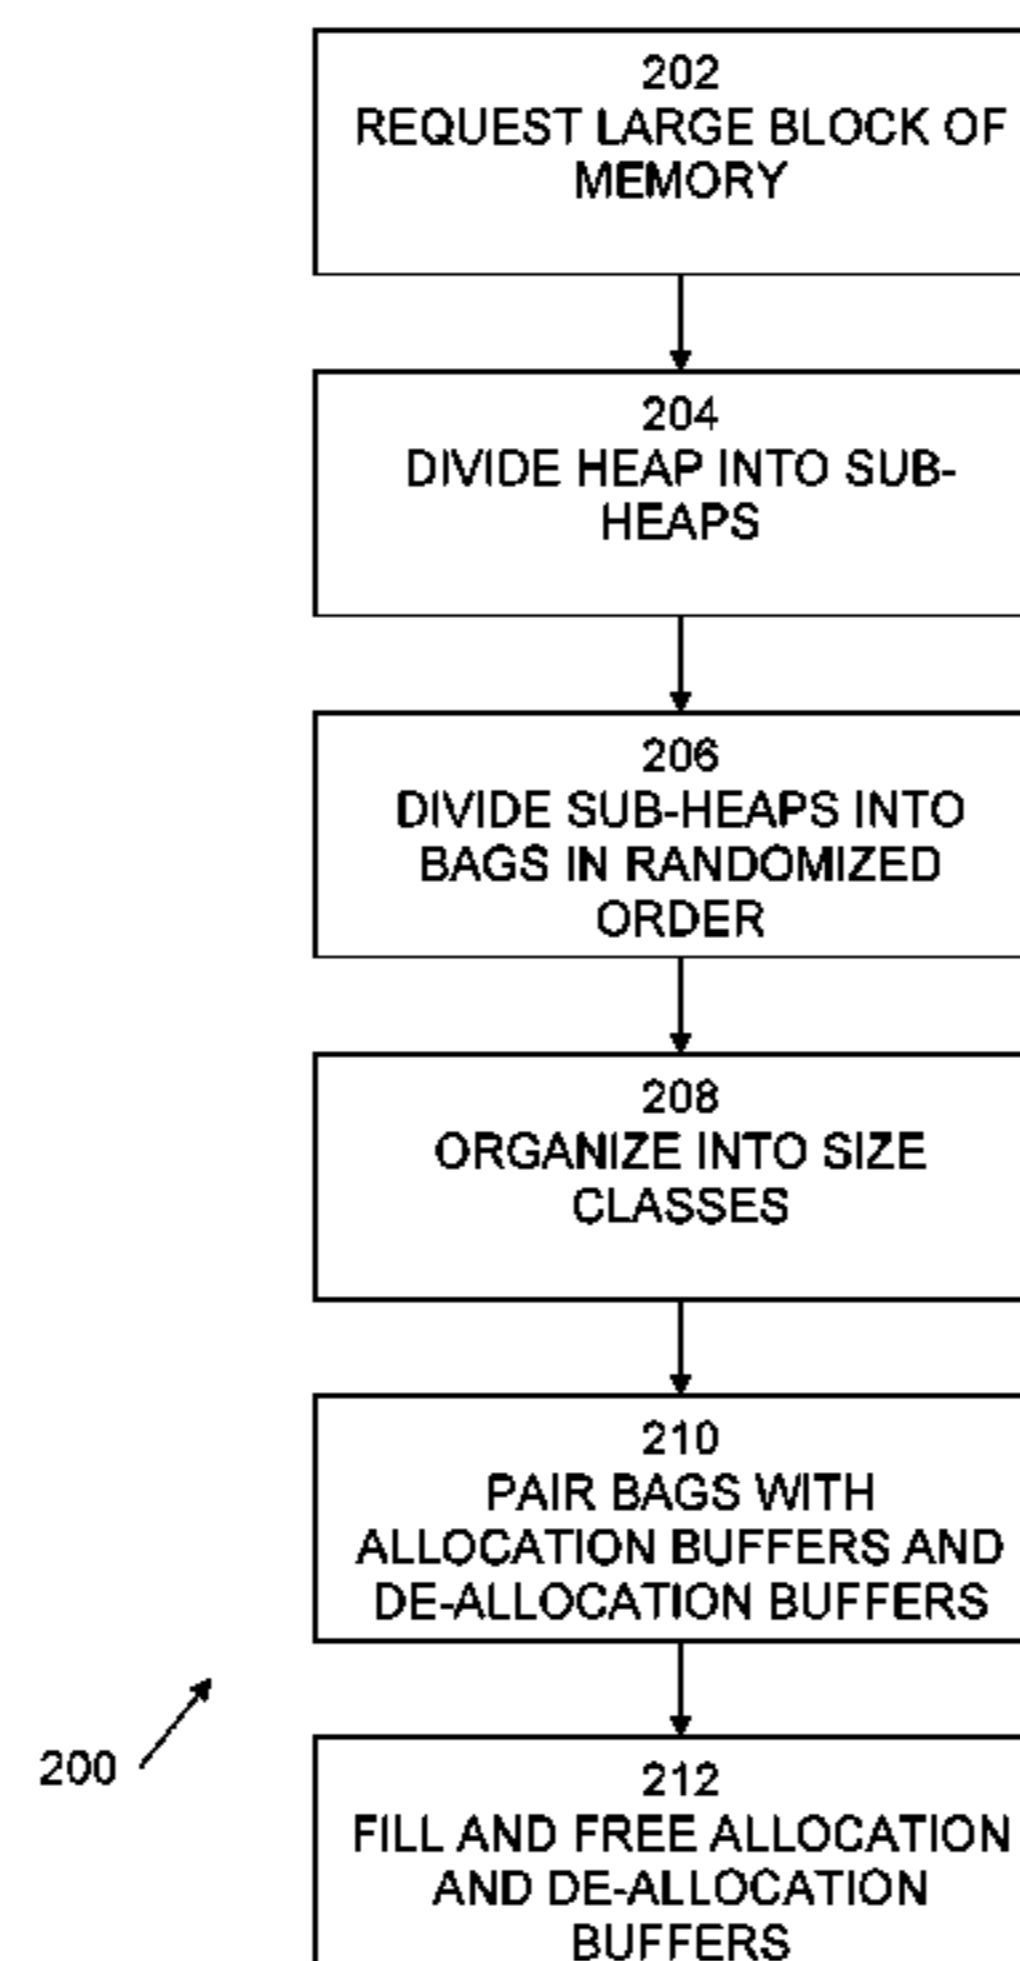 202
REQUEST LARGE BLOCK OF
MEMORY
204
DIVIDE HEAP INTO SUB-
HEAPS
206
DIVIDE SUB-HEAPS INTO
BAGS IN RANDOMIZED
ORDER
208
ORGANIZE INTO SIZE
CLASSES
210
PAIR BAGS WITH
ALLOCATION BUFFERS AND
DE-ALLOCATION BUFFERS
200
212
FILL AND FREE ALLOCATION
AND DE-ALLOCATION
BUFFERS